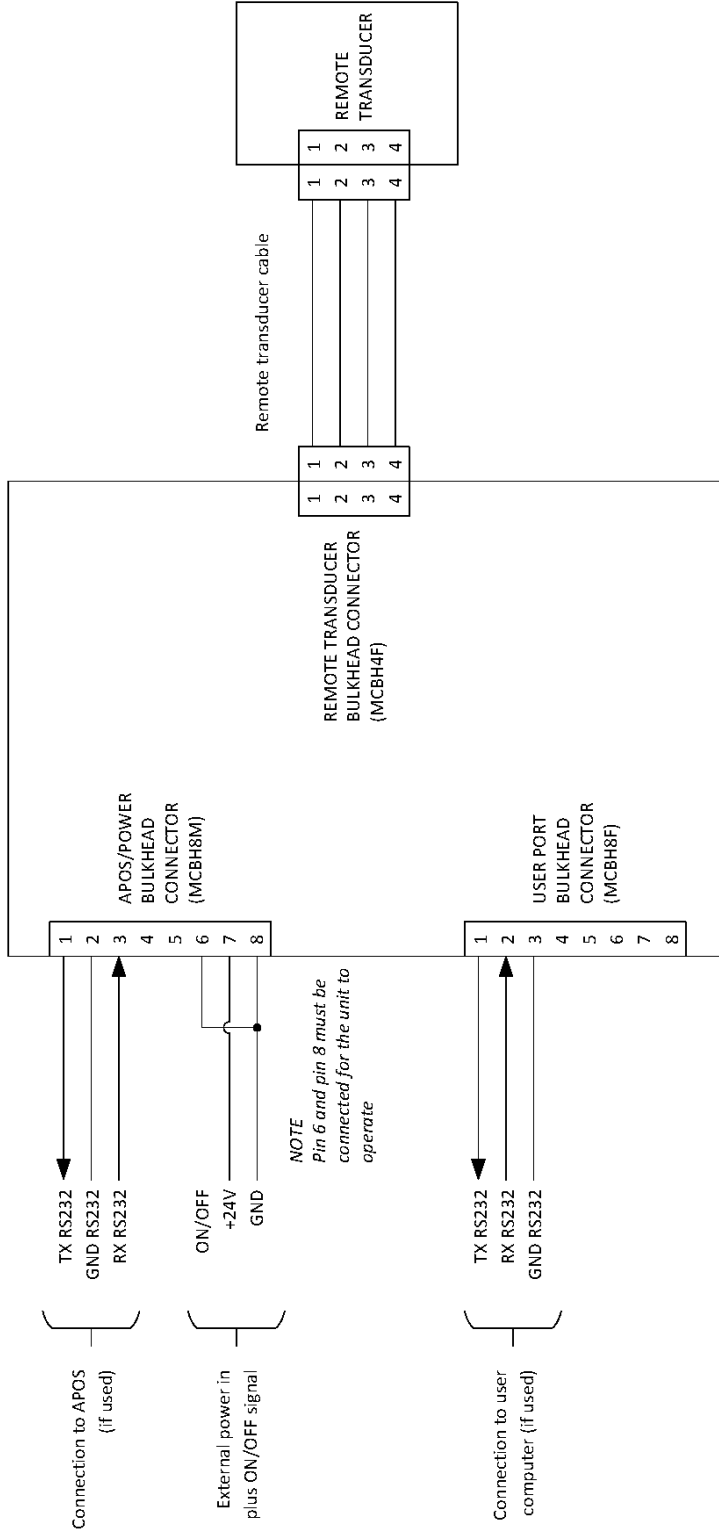 Connection to APOS
(if used)
TX RS232
GND RS232
RX RS232
1
2
3
4
5
6
7
8
APOS/POWER
BULKHEAD
CONNECTOR
(MCBH8M)
External power in
plus ON/OFF signal
ON/OFF
+24V
GND
NOTE
Pin 6 and pin 8 must be
connected for the unit to
operate
REMOTE TRANSDUCER
BULKHEAD CONNECTOR
(MCBH4F)
1 1
2 2
3 3
4 4
Remote transducer cable
1 1
2 2
3 3
4 4
REMOTE
TRANSDUCER
Connection to user
computer (if used)
TX RS232
RX RS232
GND RS232
1
2
3
4
5
6
7
8
USER PORT
BULKHEAD
CONNECTOR
(MCBH8F)